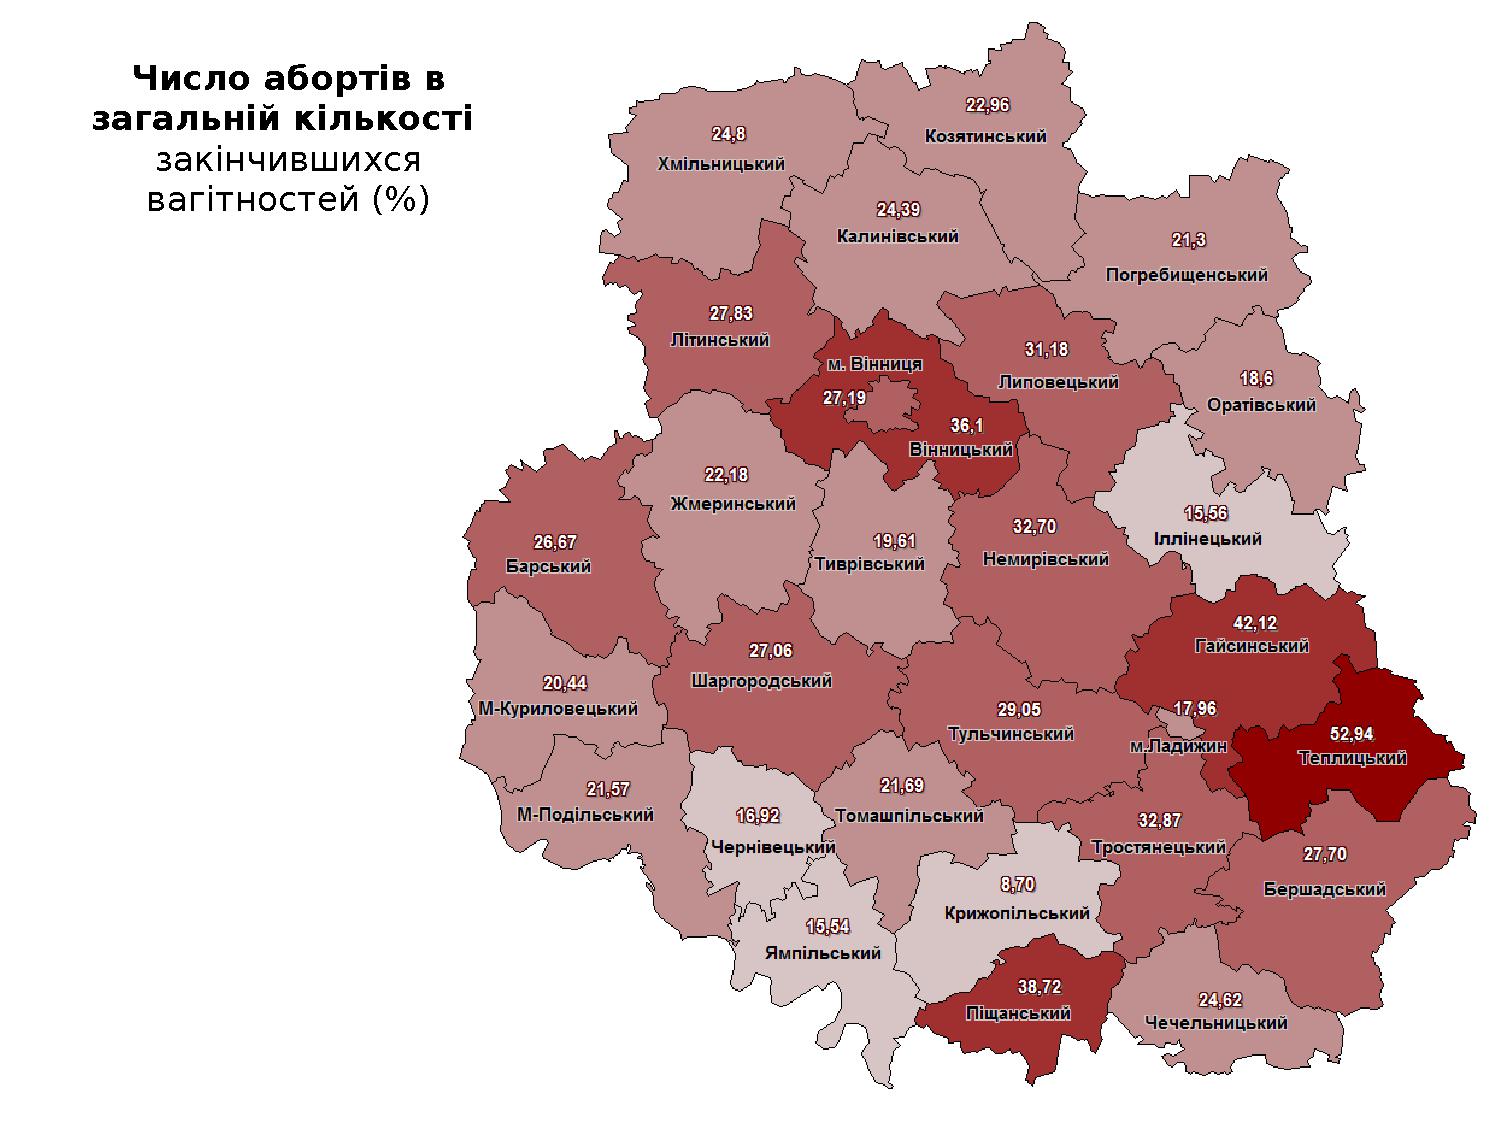 Число абортів в
загальній кількості
закінчившихся
вагітностей (%)
22,96
Козятинський
24,8
Хмільницький
24,39
Калинівський
21,3
Погребищенський
27,83
Літинський
31,18
Липовецький
м. Вінниця
27,19
18,6
Оратівський
36,1
Вінницький
22,18
Жмеринський
15,56
Іллінецький
32,70
Немирівський
26,67
Барський
19,61
Тиврівський
42,12
Гайсинський
27,06
Шаргородський
20,44
М-Куриловецький
29,05
Тульчинський
17,96
м.Ладижин
52,94
Теплицький
21,57
М-Подільський
21,69
Томашпільський
16,92
Чернівецький
32,87
Тростянецький
27,70
Бершадський
8,70
Крижопільський
15,54
Ямпільський
38,72
Піщанський
24,62
Чечельницький